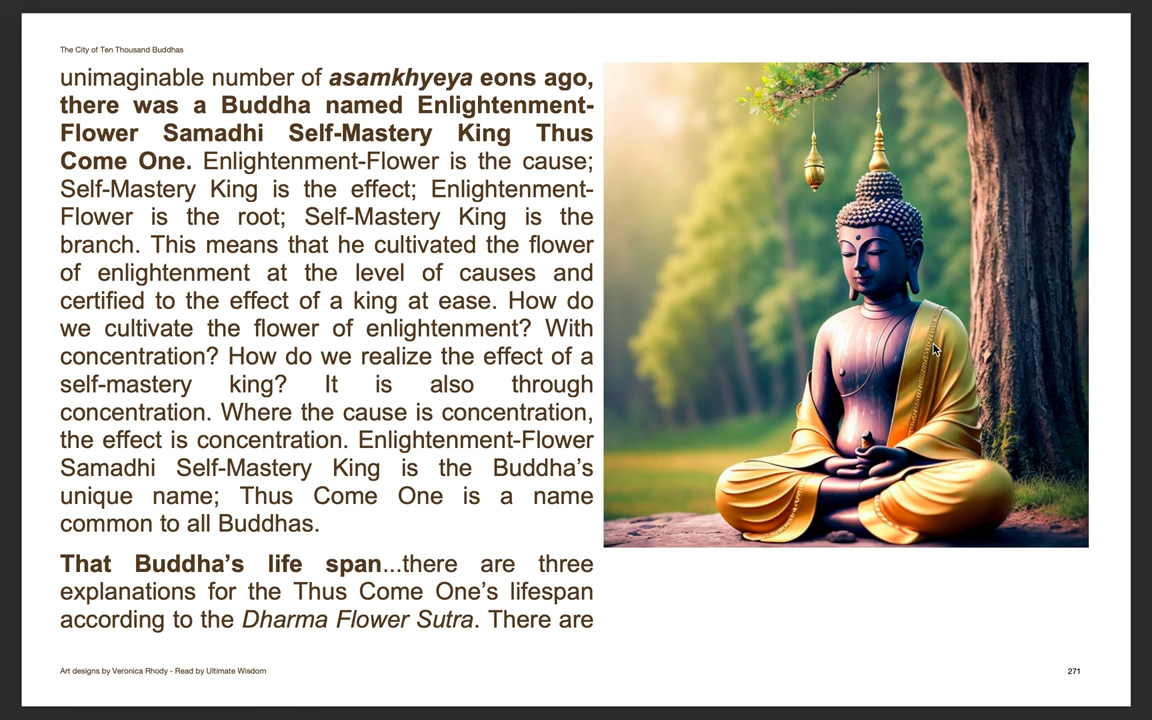 The City of Ten Thousand Buddhas
unimaginable number of asamkhyeya eons ago,
there was a Buddha named Enlightenment-
Flower Samadhi Self-Mastery King Thus
Come One. Enlightenment-Flower is the cause;
Self-Mastery King is the effect; Enlightenment-
Flower is the root; Self-Mastery King is the
branch. This means that he cultivated the flower
of enlightenment at the level of causes and
certified to the effect of a king at ease. How do
we cultivate the flower of enlightenment? With
concentration? How do we realize the effect of a
self-mastery king? It is also through
concentration. Where the cause is concentration,
the effect is concentration. Enlightenment-Flower
Samadhi Self-Mastery King is the Buddha’s
unique name; Thus Come One is a name
common to all Buddhas.
That Buddha’s life span...there are three
explanations for the Thus Come One’s lifespan
according to the Dharma Flower Sutra. There are
Art designs by Veronica Rhody - Read by Ultimate Wisdom
271